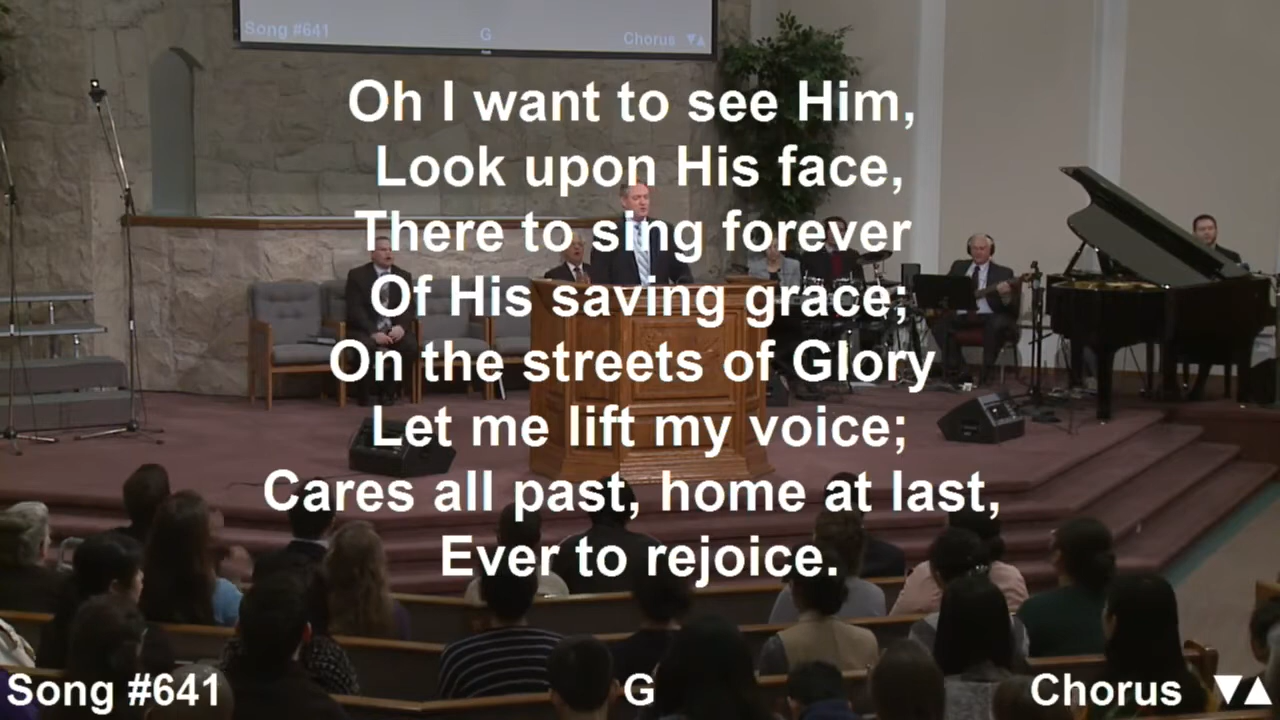 Song #641
G
Chorus ▼▲
Oh I want to see Him,
Look upon His face,
There to sing forever
Of His saving grace;
On the streets of Glory
Let me lift my voice;
Cares all past, home at last,
Ever to rejoice.
Song #641
G
Chorus ▼▲